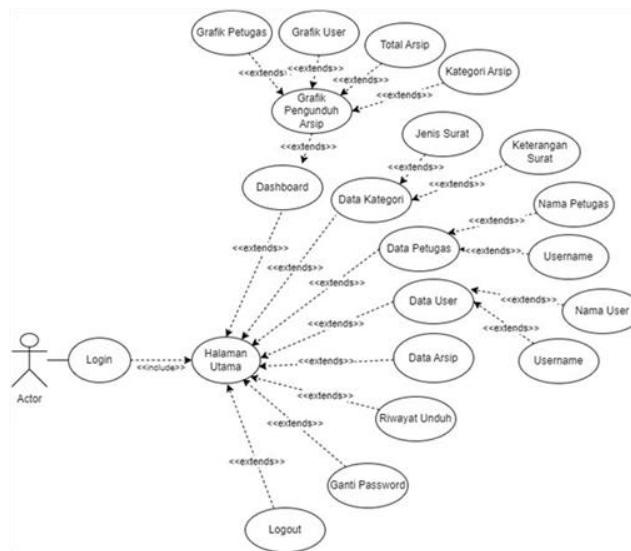 Grafik Petugas
Grafik User
Total Arsip
Kategori Arsip
<<extends>>
<<extends>>
<<extends>>
<<extends>>
Grafik
Pengunduh
Arsip
<<extends>>
Jenis Surat
Keterangan
Surat
<<extends>>
<<extends>>
Dashboard
Data Kategori
Nama Petugas
<<extends>>
<<extends>>
<<extends>>
Data Petugas
<<extends>>
Username
<<extends>>
Data User
<<extends>>
Nama User
<<extends>>
<<extends>>
Username
Login
<<include>>
Halaman
Utama
<<extends>>
Data Arsip
Actor
<<extends>>
Riwayat Unduh
<<extends>>
<<extends>>
Ganti Password
Logout